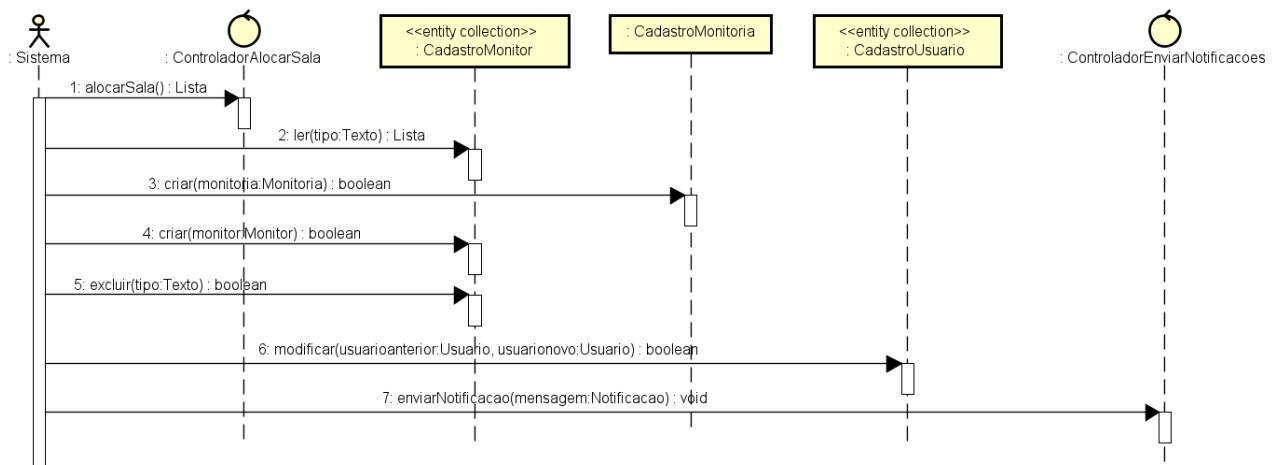 : Sistema
: ControladorAlocarSala
<<entity collection>>
: CadastroMonitor
: CadastroMonitoria
<<entity collection>>
: CadastroUsuario
: ControladorEnviarNotificacoes
1: alocarSala() : Lista
2: ler(tipo:Texto) : Lista
3: criar(monitoria:Monitoria) : boolean
4: criar(monitor:Monitor) : boolean
5: excluir(tipo:Texto) : boolean
6: modificar(usuarioanterior:Usuario, usuarionovo:Usuario) : boolean
7: enviarNotificacao(mensagem:Notificacao) : void